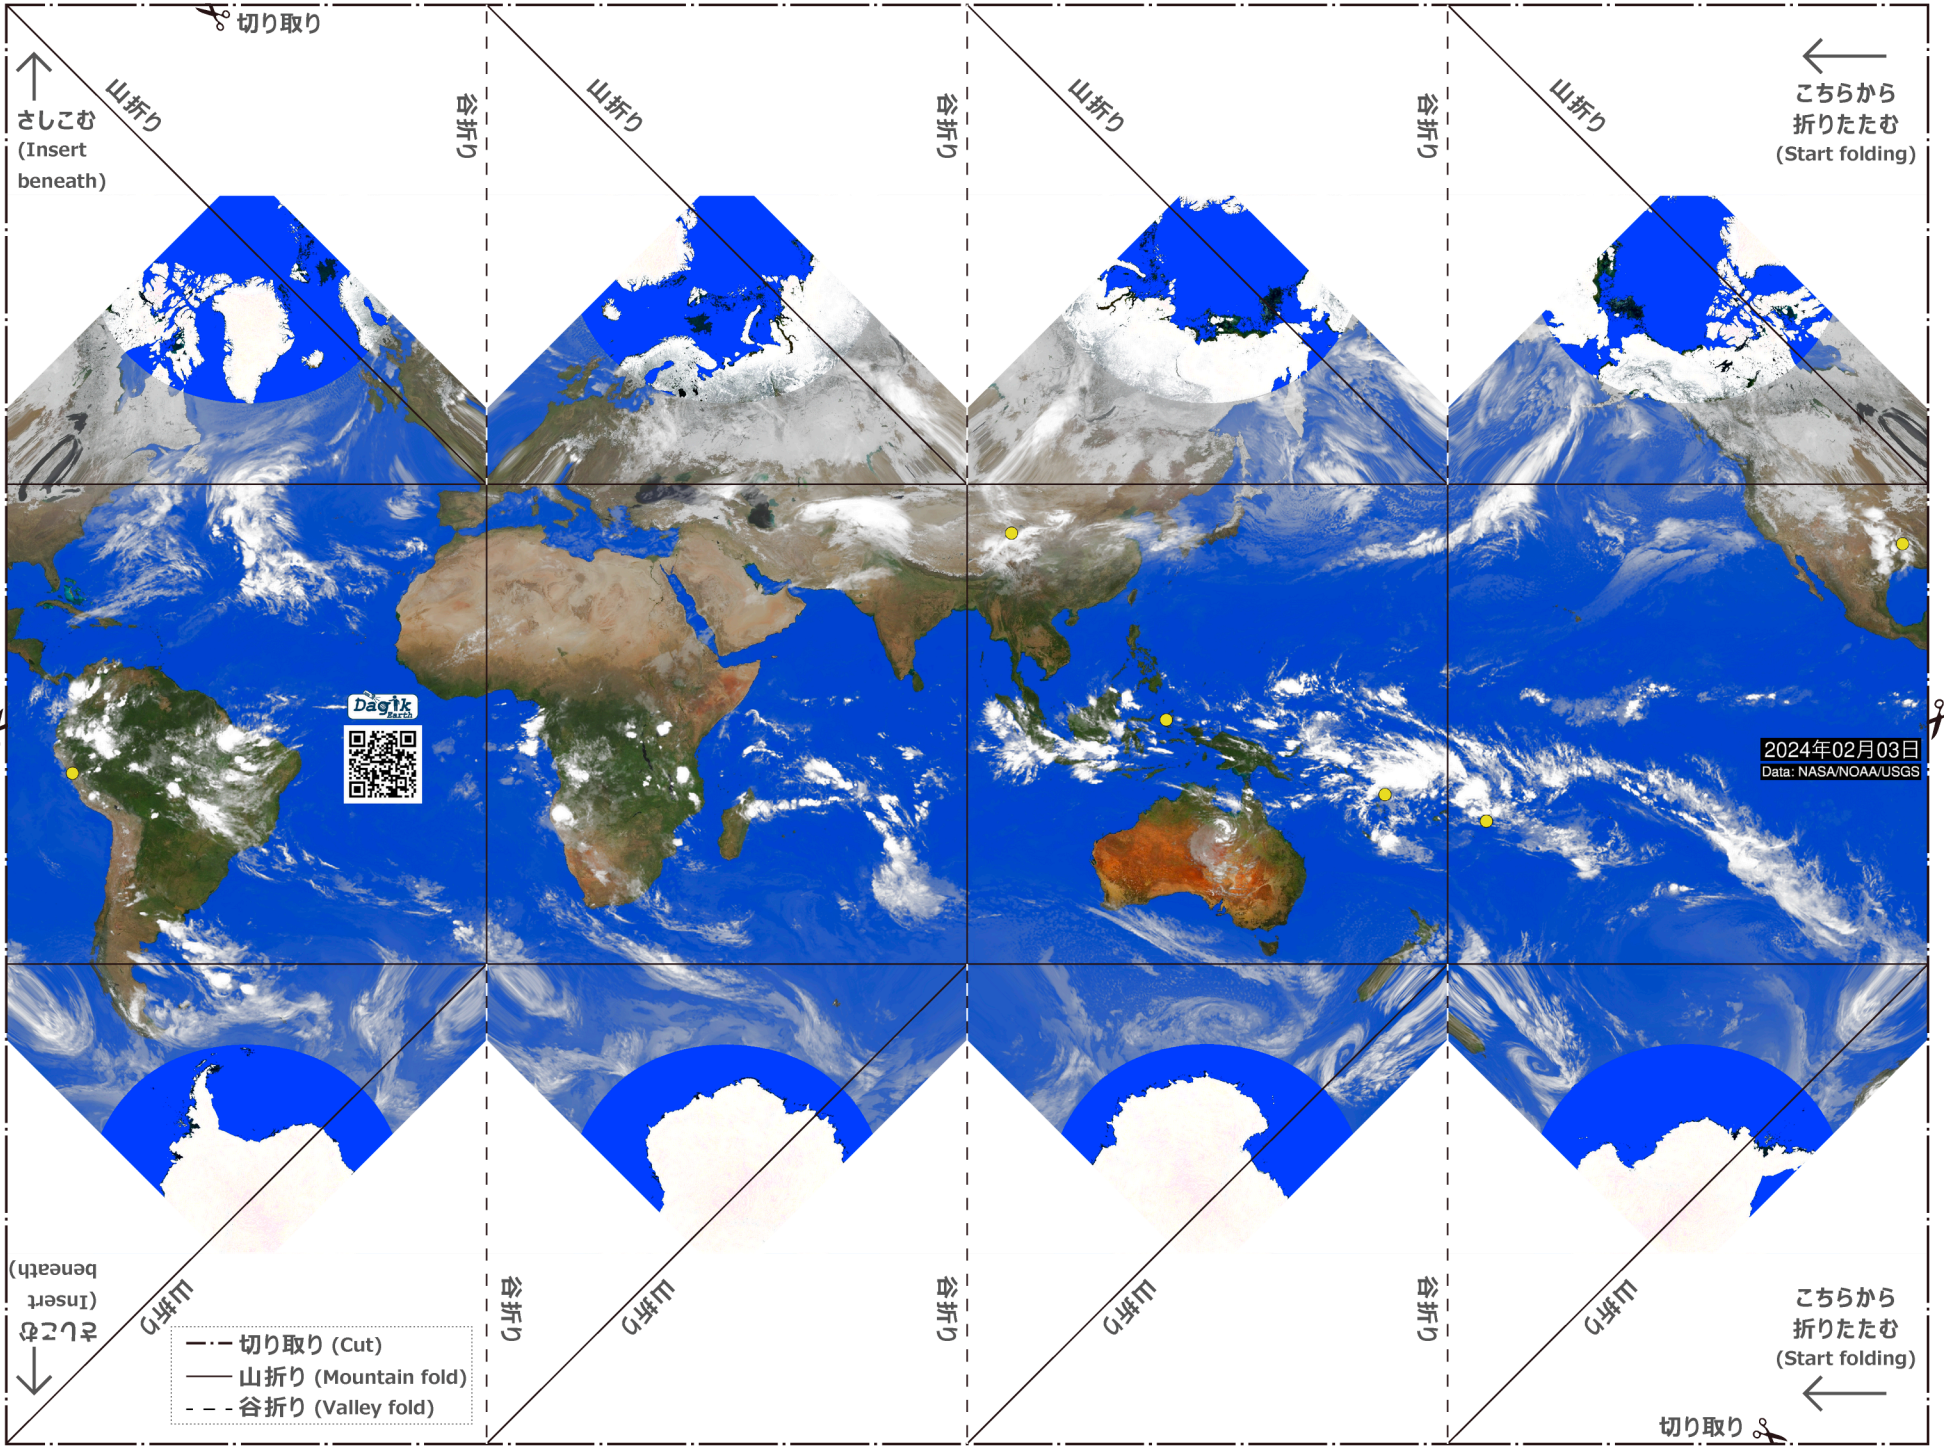 切り取り
山折り
谷折り
山折り
谷折り
山折り
谷折り
山折り
さしこむ
(Insert
beneath)
こちらから
折りたたむ
(Start folding)
Dagik
Earth
2024年02月03日
Data: NASA/NOAA/USGS
さしこむ
(Insert
beneath)
山折り
谷折り
山折り
谷折り
山折り
谷折り
山折り
切り取り (Cut)
山折り (Mountain fold)
谷折り (Valley fold)
こちらから
折りたたむ
(Start folding)
切り取り